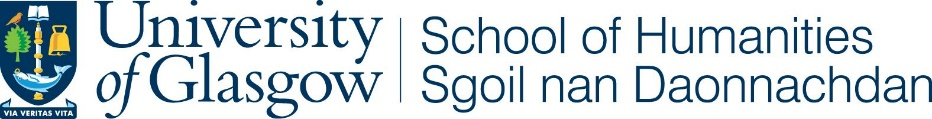 University
of Glasgow
School of Humanities
Sgoil nan Daonnachdan
VIA VERITAS VITA